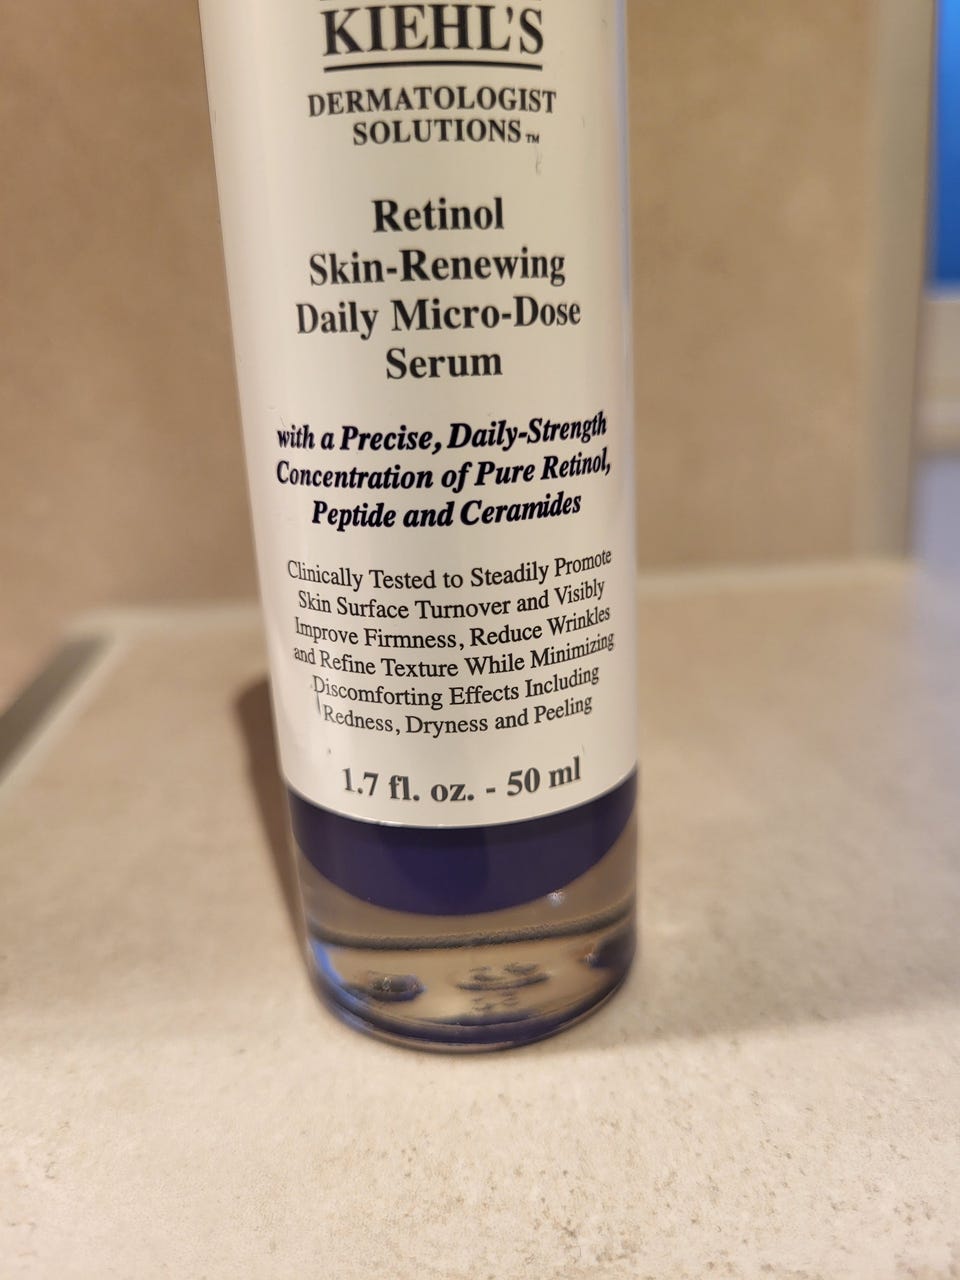 KIEHL'S
DERMATOLOGIST
SOLUTIONS™
Retinol
Skin-Renewing
Daily Micro-Dose
Serum
with a Precise, Daily-Strength
Concentration of Pure Retinol,
Peptide and Ceramides
Clinically Tested to Steadily Promote
Skin Surface Turnover and Visibly
Improve Firmness, Reduce Wrinkles
and Refine Texture While Minimizing
Discomforting Effects Including
Redness, Dryness and Peeling
1.7 fl. oz. - 50 ml